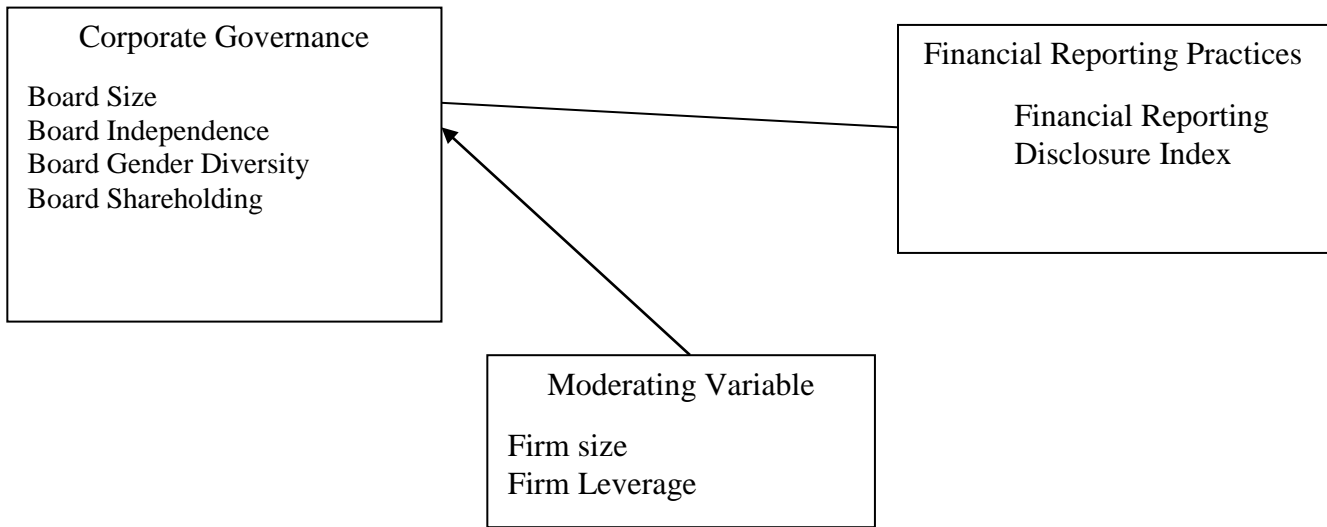 Corporate Governance
Board Size
Board Independence
Board Gender Diversity
Board Shareholding
Financial Reporting Practices
Financial Reporting
Disclosure Index
Moderating Variable
Firm size
Firm Leverage